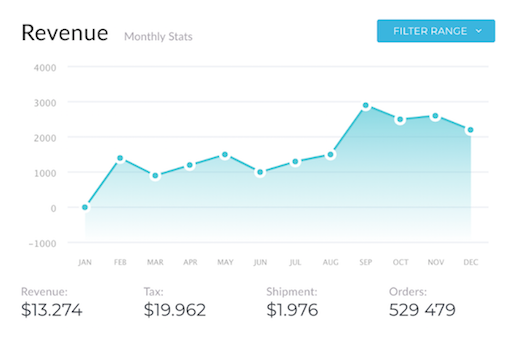 Revenue Monthly Stats FILTER RANGE
4000
3000
2000
1000
0
-1000
JAN FEB MAR APR MAY JUN JUL AUG SEP OCT NOV DEC
Revenue: Tax: Shipment: Orders:
$13.274 $19.962 $1.976 529 479